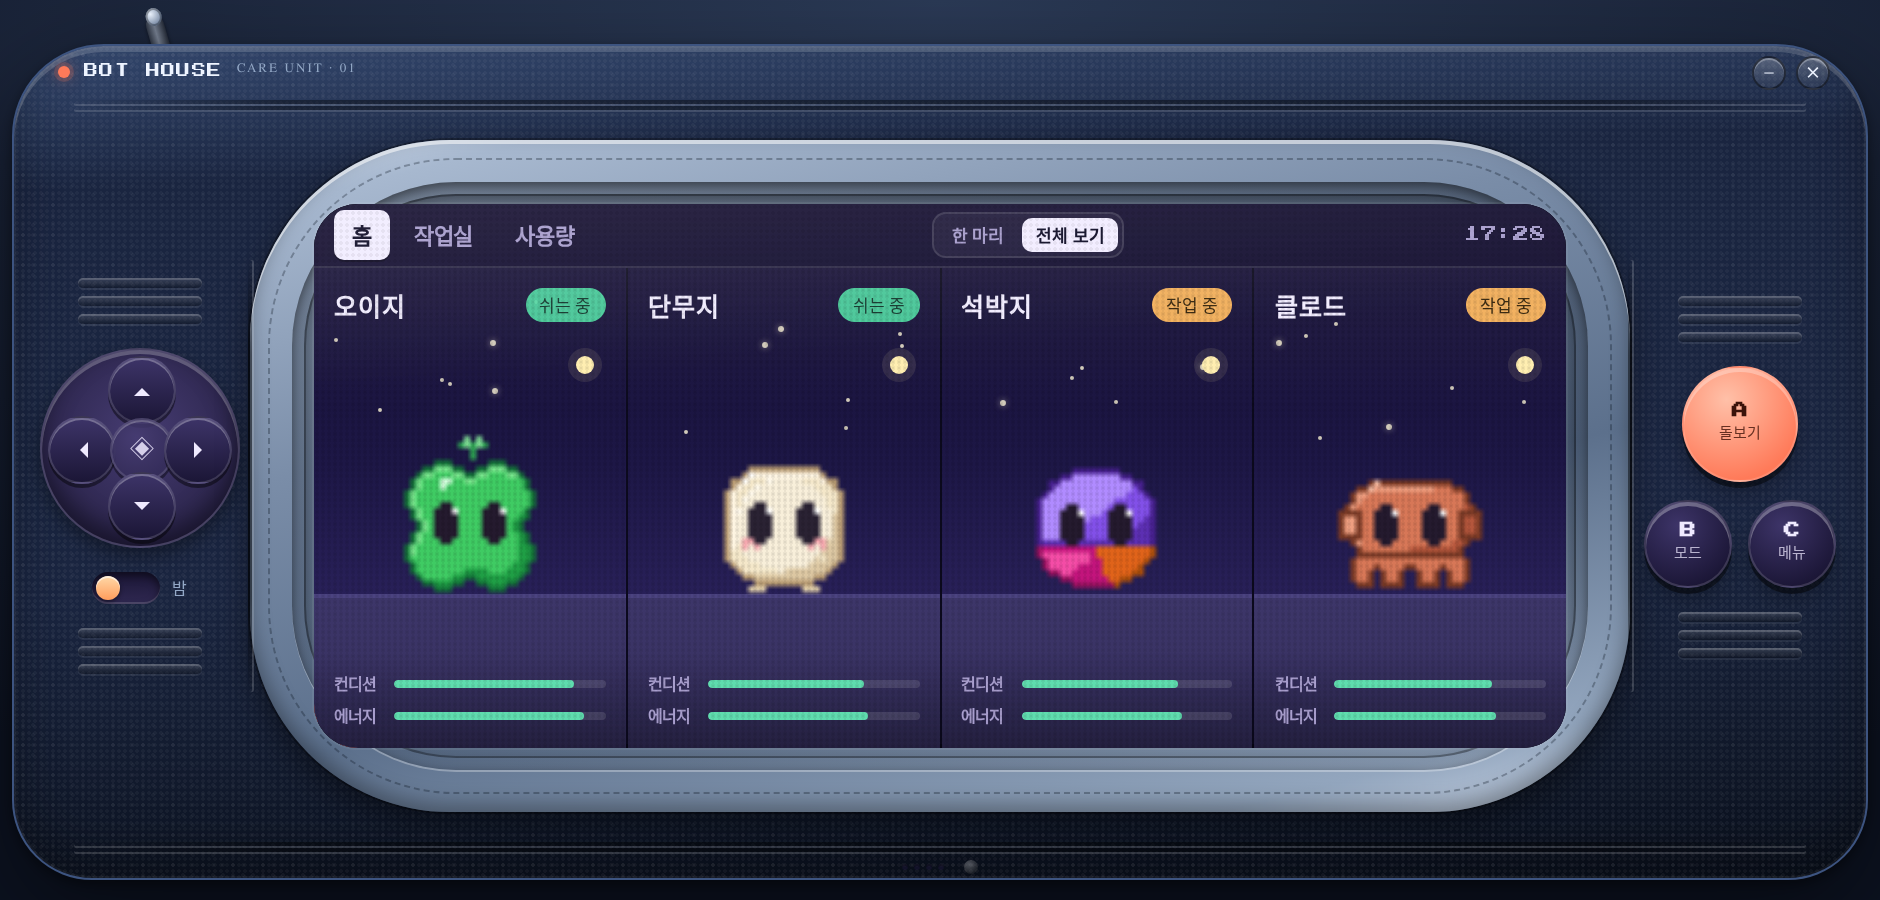 BOT HOUSE CARE UNIT · 01
홈 작업실 사용량 한 마리 전체 보기 17:28
오이지 쉬는 중 단무지 쉬는 중 석박지 작업 중 클로드 작업 중
A
돌보기
B C
모드 메뉴
밤
컨디션 컨디션 컨디션 컨디션
에너지 에너지 에너지 에너지